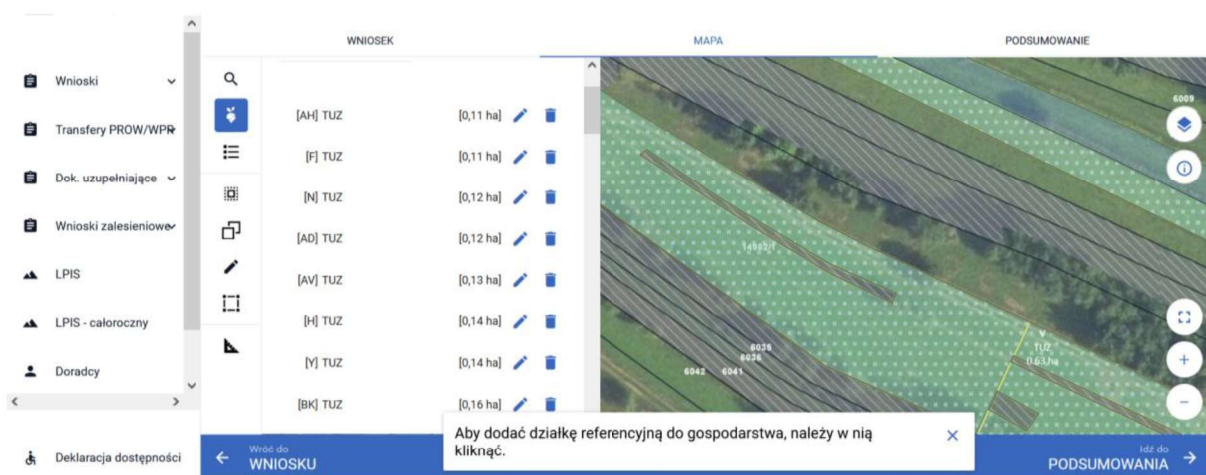 WNIOSEK
MAPA
PODSUMOWANIE
Wnioski
Transfery PROW/WPR
Dok. uzupełniające
Wnioski zalesieniowe
LPIS
LPIS - całoroczny
Doradcy
Deklaracja dostępności
[AH] TUZ [0,11 ha]
[F] TUZ [0,11 ha]
[N] TUZ [0,12 ha]
[AD] TUZ [0,12 ha]
[AV] TUZ [0,13 ha]
[H] TUZ [0,14 ha]
[Y] TUZ [0,14 ha]
[BK] TUZ [0,16 ha]
6009
14982/1
6035
6036
6042 6041
V
TUZ
0.63 ha
Aby dodać działkę referencyjną do gospodarstwa, należy w nią
kliknąć.
Wróć do
WNIOSKU
Idź do
PODSUMOWANIA